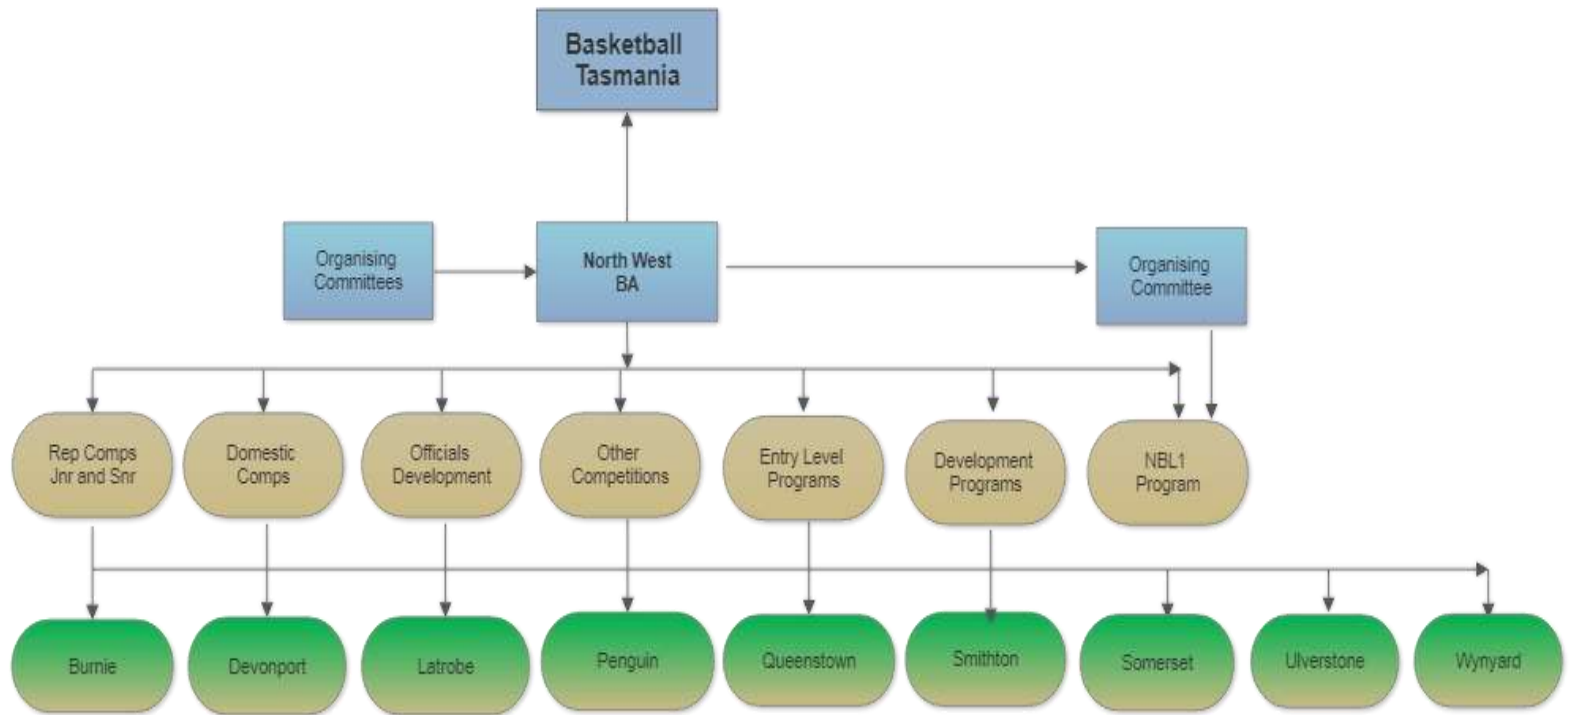 Basketball
Tasmania
Organising
Committees
North West
BA
Organising
Committee
Rep Comps
Jnr and Snr
Domestic
Comps
Officials
Development
Other
Competitions
Entry Level
Programs
Development
Programs
NBL1
Program
Burnie
Devonport
Latrobe
Penguin
Queenstown
Smithton
Somerset
Ulverstone
Wynyard